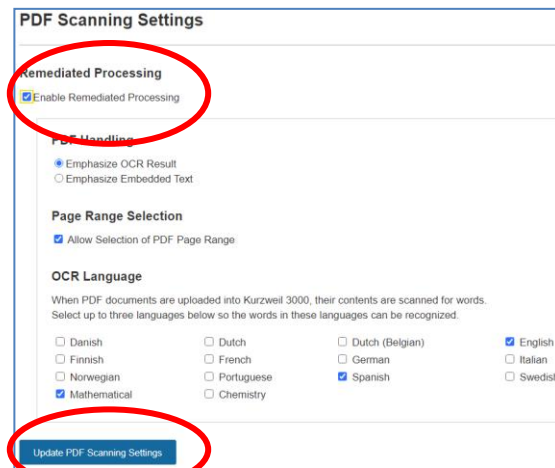 PDF Scanning Settings
Remediated Processing
Enable Remediated Processing
PDF Handling
Emphasize OCR Result
Emphasize Embedded Text
Page Range Selection
Allow Selection of PDF Page Range
OCR Language
When PDF documents are uploaded into Kurzweil 3000, their contents are scanned for words.
Select up to three languages below so the words in these languages can be recognized.
Danish Dutch Dutch (Belgian) English
Finnish French German Italian
Norwegian Portuguese Spanish Swedish
Mathematical Chemistry
Update PDF Scanning Settings